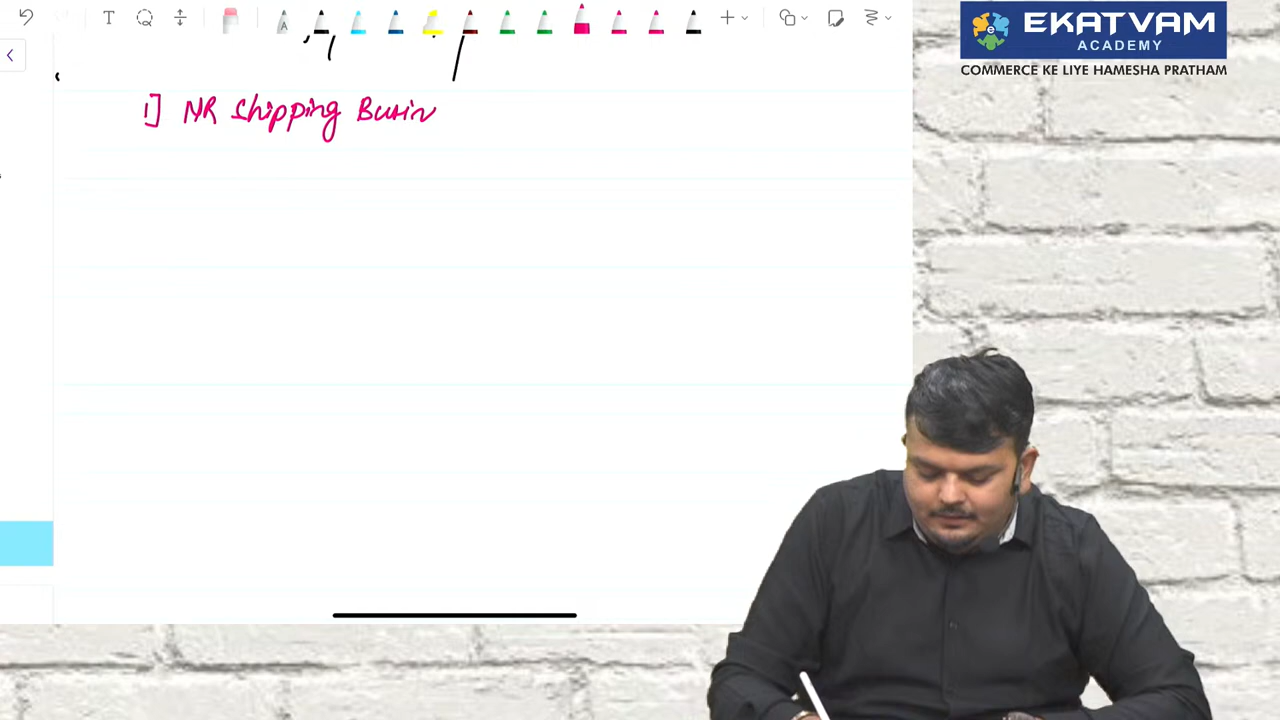 EKATVAM
ACADEMY
COMMERCE KE LIYE HAMESHA PRATHAM
1] NR Shipping Busin